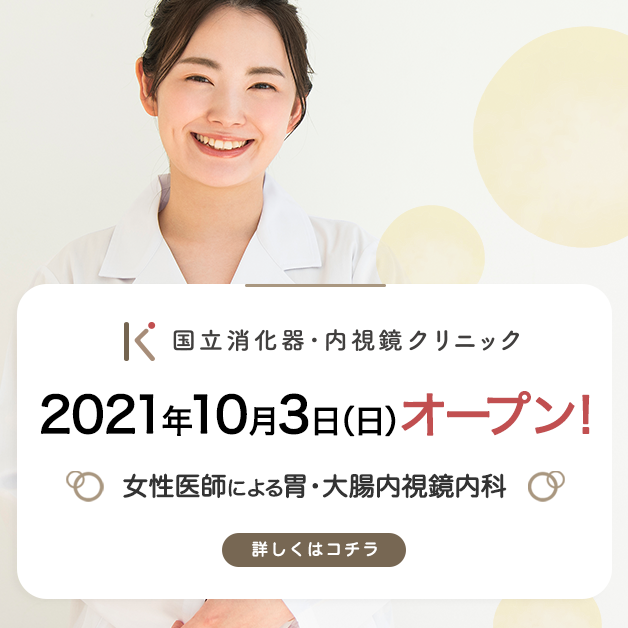 K 国立消化器・内視鏡クリニック
2021年10月3日(日)オープン!
女性医師による胃・大腸内視鏡内科
詳しくはコチラ